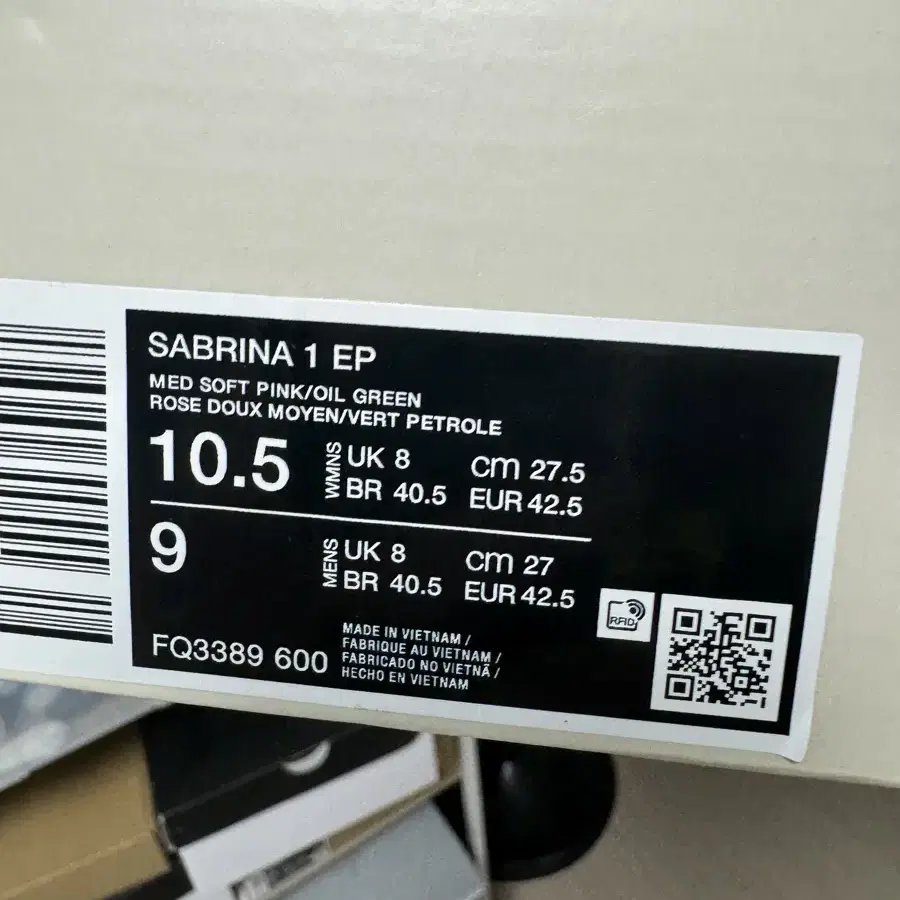 SABRINA 1 EP
MED SOFT PINK/OIL GREEN
ROSE DOUX MOYEN/VERT PETROLE
10.5 WMNS UK 8 cm 27.5
BR 40.5 EUR 42.5
9 MENS UK 8 cm 27
BR 40.5 EUR 42.5
RFID
FQ3389 600
MADE IN VIETNAM /
FABRIQUE AU VIETNAM /
FABRICADO NO VIETNÃ /
HECHO EN VIETNAM